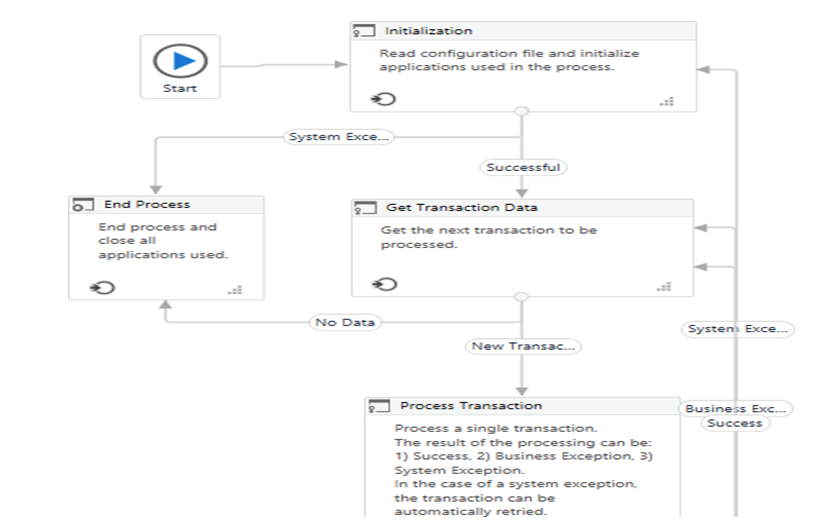 Initialization
Read configuration file and initialize
applications used in the process.
Start
System Exce...
Successful
End Process
End process and
close all
applications used.
Get Transaction Data
Get the next transaction to be
processed.
No Data
New Transac...
System Exce...
Process Transaction
Process a single transaction.
The result of the processing can be:
1) Success, 2) Business Exception, 3)
System Exception.
In the case of a system exception,
the transaction can be
automatically retried.
Business Exc...
Success